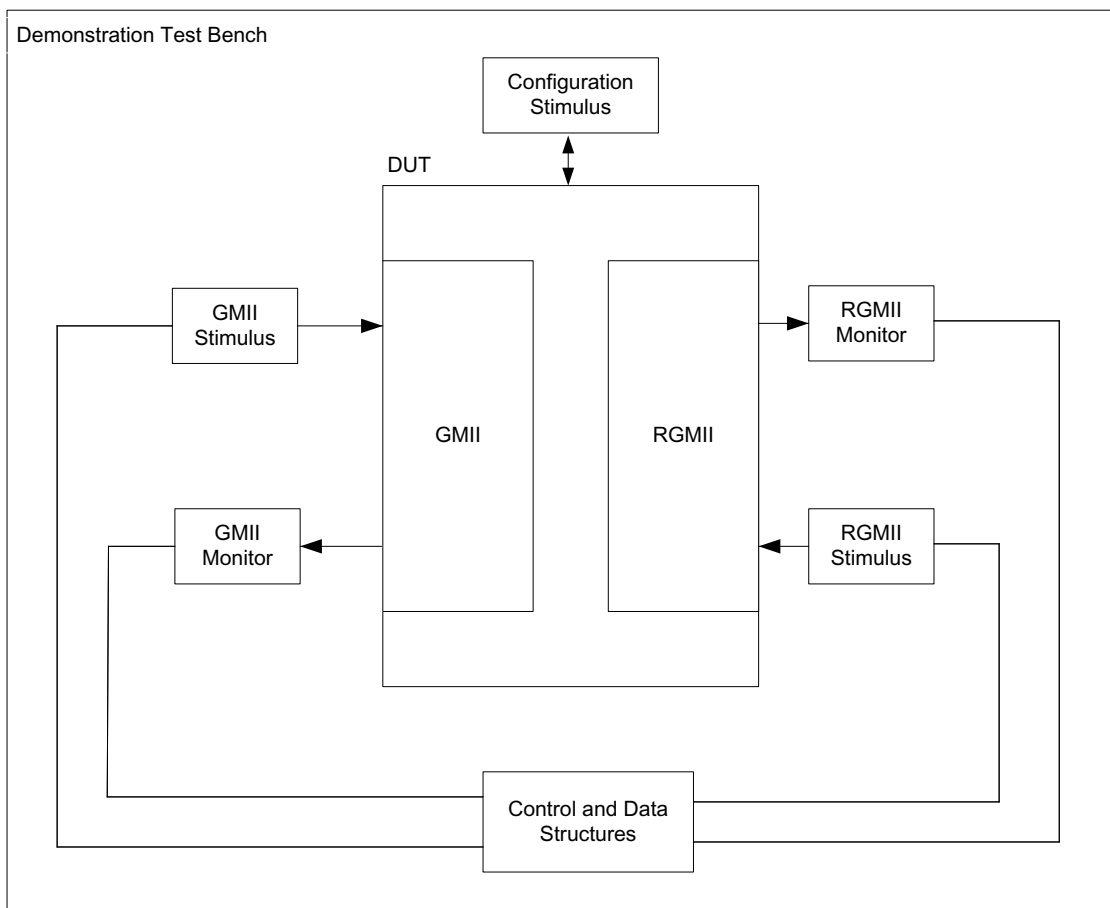 Demonstration Test Bench
Configuration
Stimulus
DUT
GMII
Stimulus
RGMII
Monitor
GMII
RGMII
GMII
Monitor
RGMII
Stimulus
Control and Data
Structures